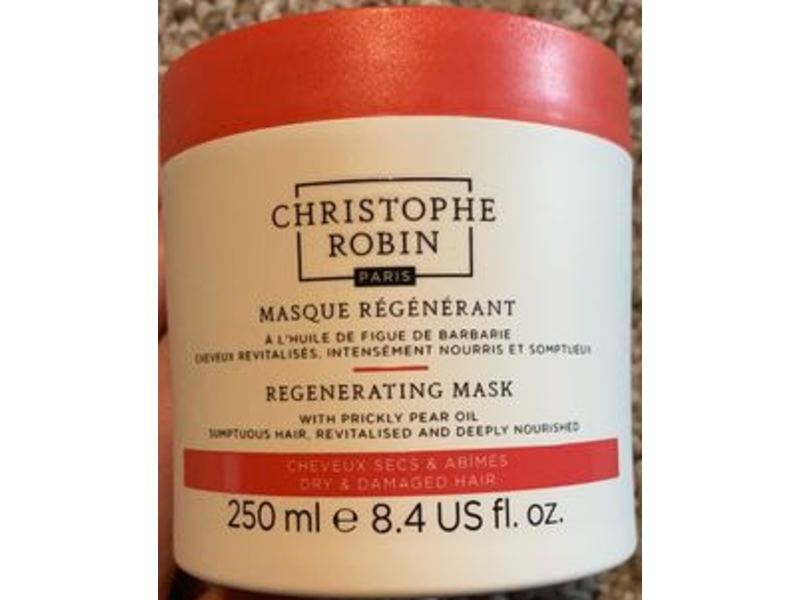 CHRISTOPHE
ROBIN
PARIS
MASQUE RÉGÉNÉRANT
À L'HUILE DE FIGUE DE BARBARIE
CHEVEUX REVITALISÉS, INTENSÉMENT NOURRIS ET SOMPTUEUX
REGENERATING MASK
WITH PRICKLY PEAR OIL
SUMPTUOUS HAIR, REVITALISED AND DEEPLY NOURISHED
CHEVEUX SECS & ABÎMÉS
DRY & DAMAGED HAIR
250 ml ℮ 8.4 US fl. oz.